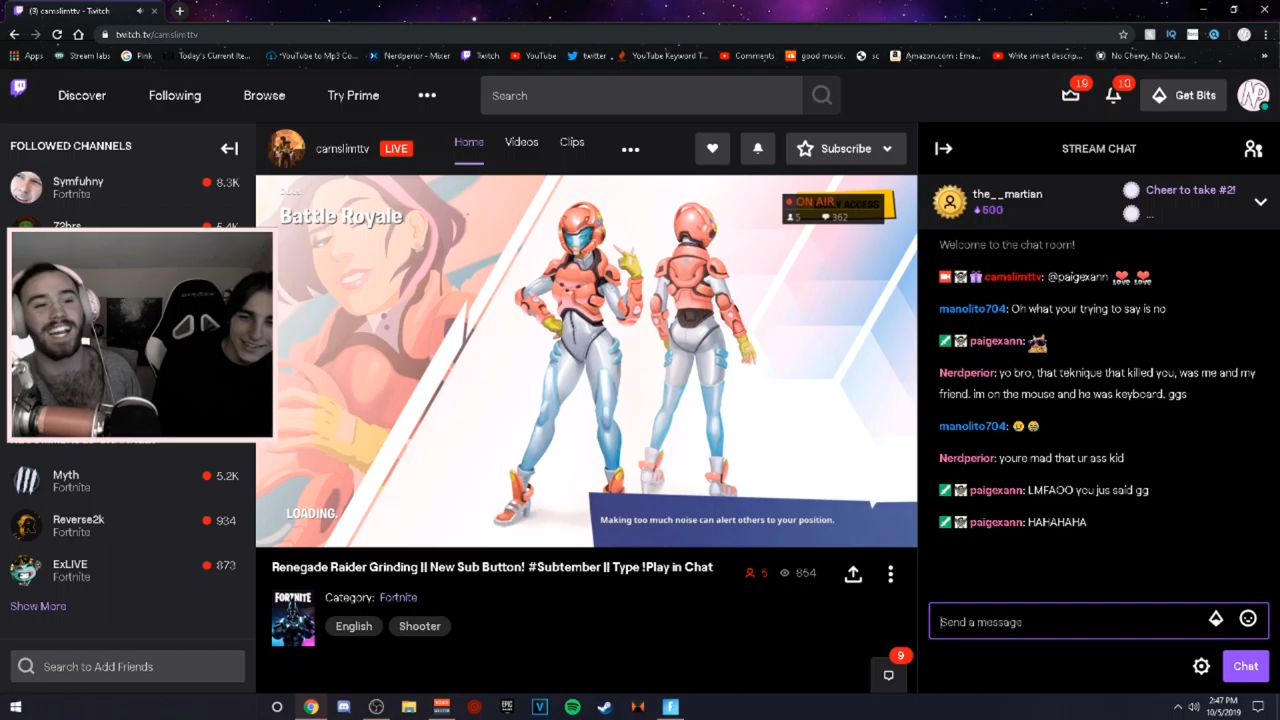 (3) camslimttv - Twitch
twitch.tv/camslimttv
Apps
Stream labs
Pink
Today's Current Ite...
YouTube to Mp3 Co...
Nerdperior - Mixer
Twitch
YouTube
twitter
YouTube Keyword T...
Comments
good music.
sc
Amazon.com : Ema...
Write smart descrip...
No Cherry, No Deal...
Discover
Following
Browse
Try Prime
Search
19
10
Get Bits
FOLLOWED CHANNELS
camslimttv
LIVE
Home
Videos
Clips
Subscribe
STREAM CHAT
Symfuhny
8.3K
Fortnite
72hrs
5.4K
Battle Royale
ON AIR
5
362
LOADING.
Making too much noise can alert others to your position.
the__martian
500
Cheer to take #2!
...
Welcome to the chat room!
camslimttv: @paigexann LOVE LOVE
manolito704: Oh what your trying to say is no
paigexann:
Nerdperior: yo bro, that teknique that killed you, was me and my
friend. im on the mouse and he was keyboard. ggs
manolito704:
Nerdperior: youre mad that ur ass kid
paigexann: LMFAOO you jus said gg
paigexann: HAHAHAHA
Myth
5.2K
Fortnite
Reverse2k
934
Fortnite
ExLIVE
873
Fortnite
Show More
Search to Add Friends
Renegade Raider Grinding || New Sub Button! #Subtember || Type !Play in Chat
5
854
FORTNITE
Category: Fortnite
English
Shooter
9
Send a message
Chat
2:47 PM
10/5/2019